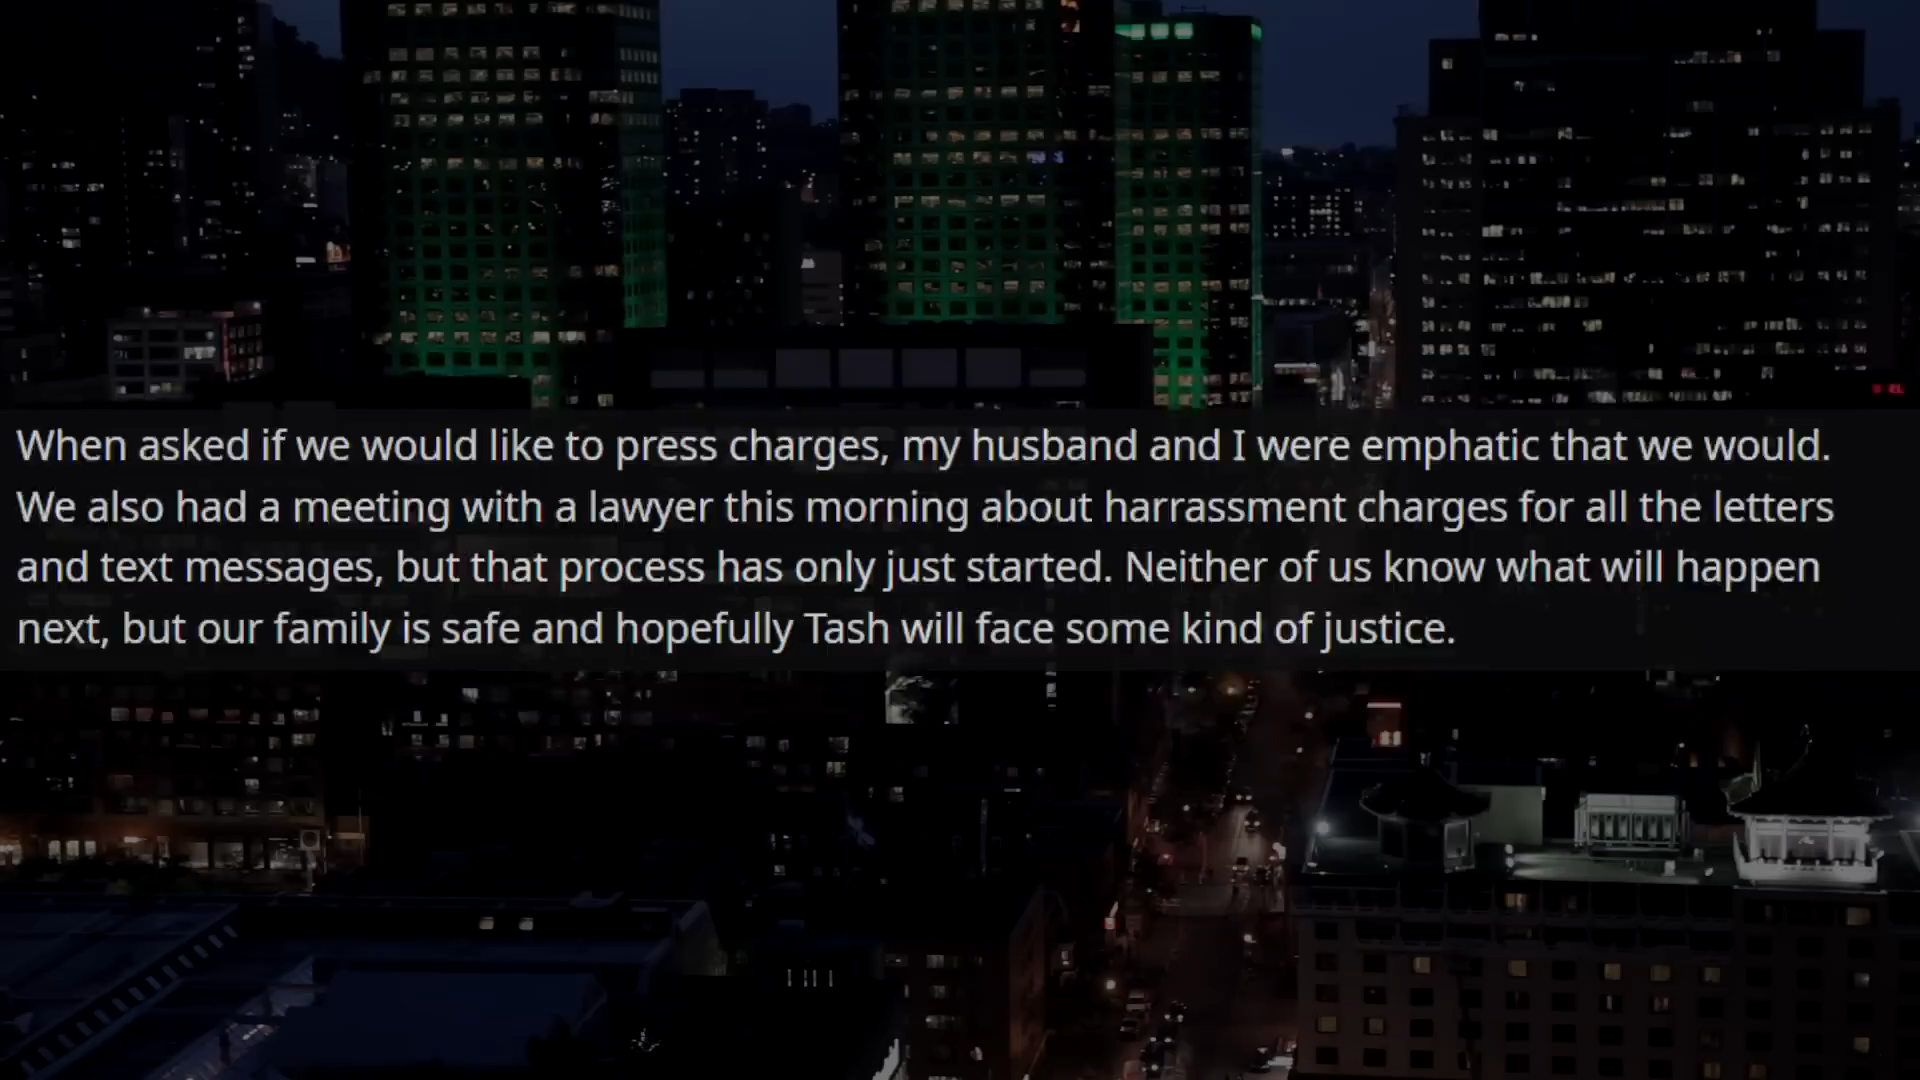 When asked if we would like to press charges, my husband and I were emphatic that we would.
We also had a meeting with a lawyer this morning about harrassment charges for all the letters
and text messages, but that process has only just started. Neither of us know what will happen
next, but our family is safe and hopefully Tash will face some kind of justice.